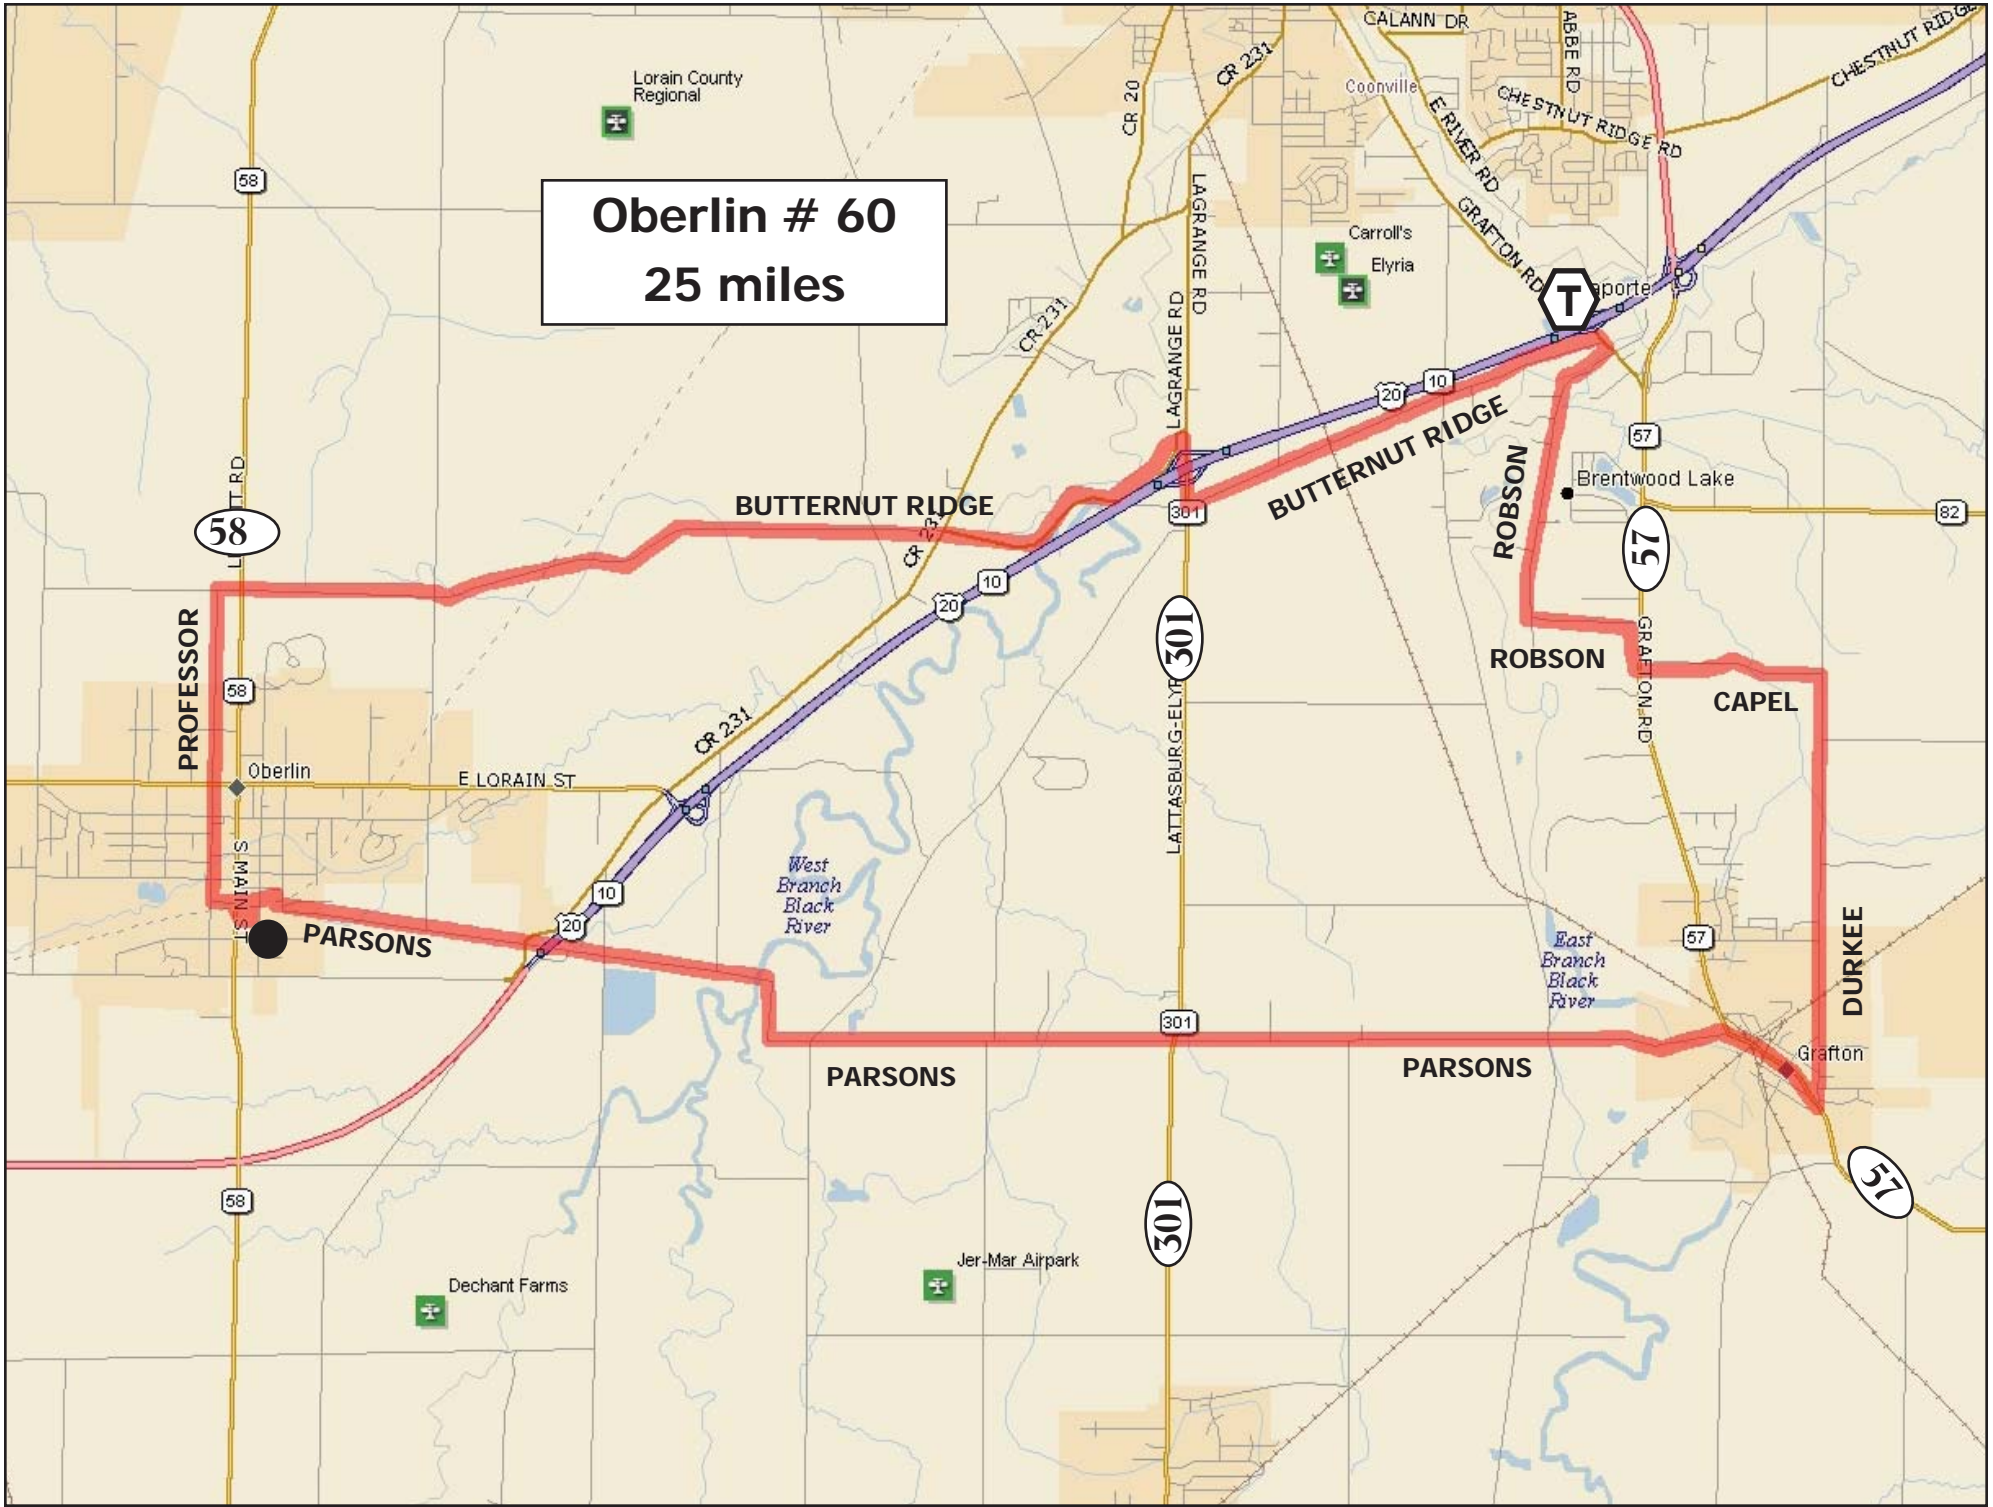 CALANN DR
ABBE RD
CHESTNUT RIDGE
Lorain County
Regional
CR 20
CR 231
Coonville
E RIVER RD
CHESTNUT RIDGE RD
58
Oberlin # 60
25 miles
LAGRANGE RD
GRAFTON RD
Carroll's
Elyria
T
CR 231
LAGRANGE RD
20
10
BUTTERNUT RIDGE
57
ROBSON
Brentwood Lake
82
BUTTERNUT RIDGE
301
58
CR 231
57
20
10
301
PROFESSOR
GRAFTON RD
ROBSON
CAPEL
58
CR 231
Oberlin
E LORAIN ST
S MAIN ST
West
Branch
Black
River
10
20
PARSONS
57
East
Branch
Black
River
DURKEE
301
PARSONS
PARSONS
Grafton
57
58
301
Jer-Mar Airpark
Dechant Farms